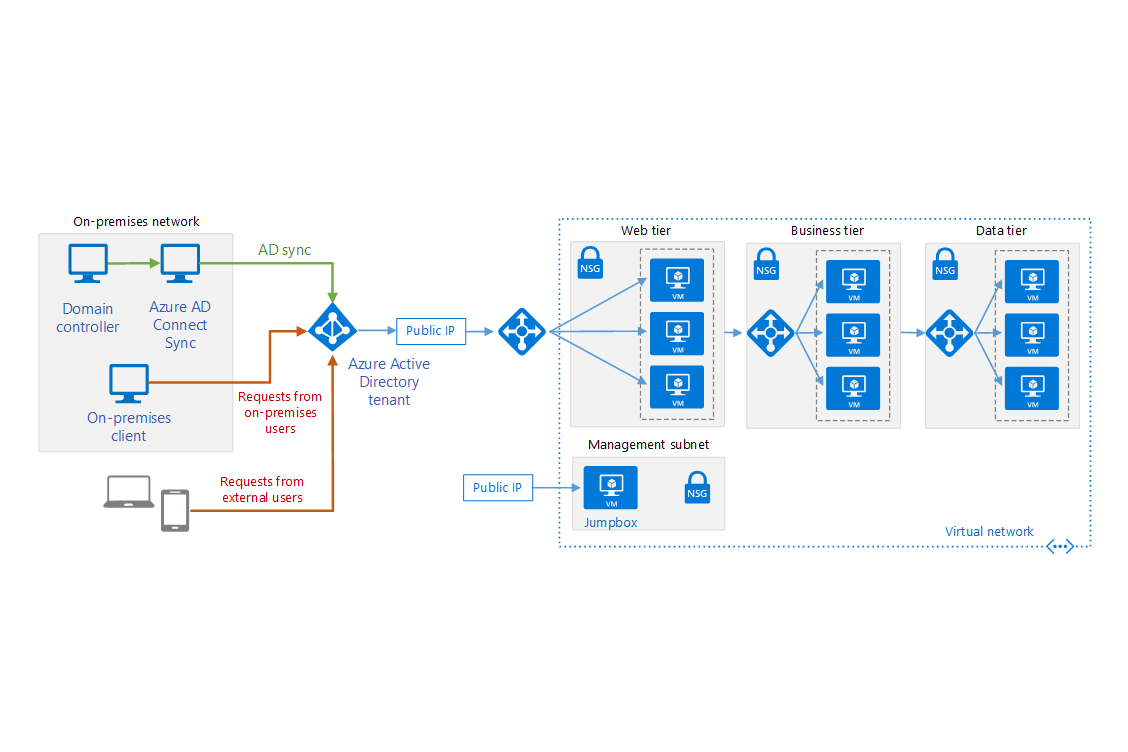 On-premises network
Domain
controller
Azure AD
Connect
Sync
On-premises
client
AD sync
Requests from
on-premises
users
Requests from
external users
Azure Active
Directory
tenant
Public IP
Web tier
NSG
VM
VM
VM
Business tier
NSG
VM
VM
VM
Data tier
NSG
VM
VM
VM
Management subnet
Public IP
VM
Jumpbox
NSG
Virtual network